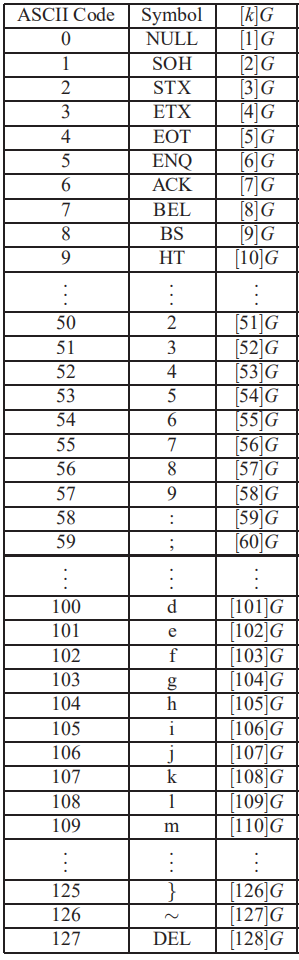 ASCII Code Symbol [k]G
0 NULL [1]G
1 SOH [2]G
2 STX [3]G
3 ETX [4]G
4 EOT [5]G
5 ENQ [6]G
6 ACK [7]G
7 BEL [8]G
8 BS [9]G
9 HT [10]G
⋮ ⋮ ⋮
50 2 [51]G
51 3 [52]G
52 4 [53]G
53 5 [54]G
54 6 [55]G
55 7 [56]G
56 8 [57]G
57 9 [58]G
58 : [59]G
59 ; [60]G
⋮ ⋮ ⋮
100 d [101]G
101 e [102]G
102 f [103]G
103 g [104]G
104 h [105]G
105 i [106]G
106 j [107]G
107 k [108]G
108 l [109]G
109 m [110]G
⋮ ⋮ ⋮
125 } [126]G
126 ∼ [127]G
127 DEL [128]G